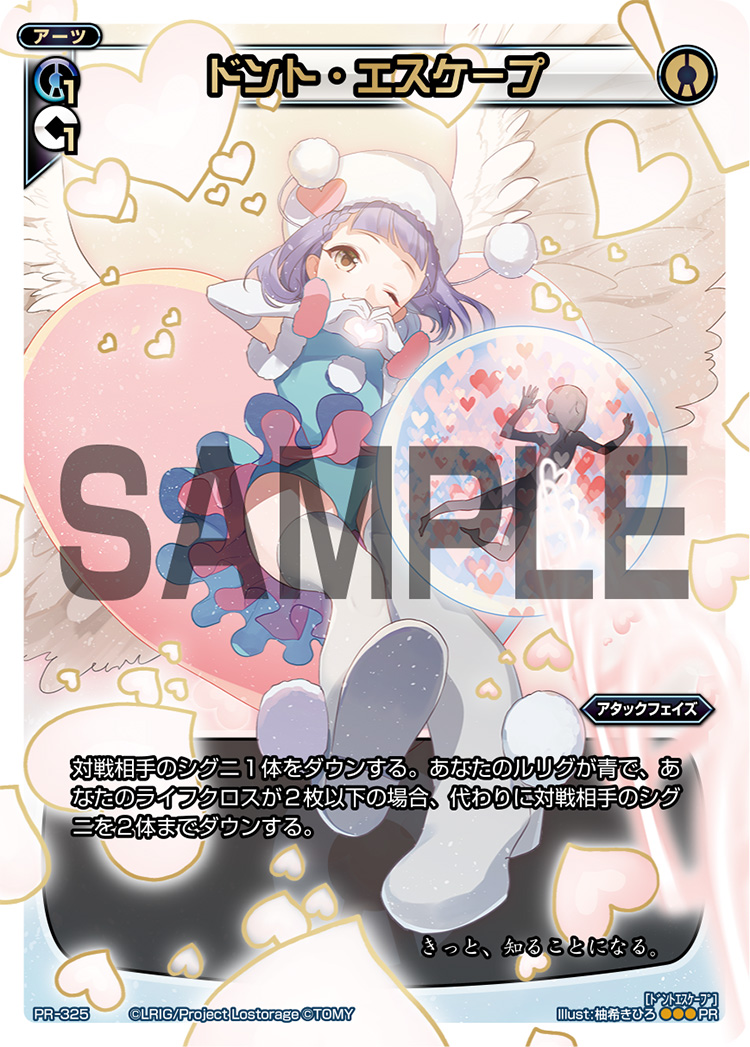 アーツ
ドント・エスケープ
1
1
SAMPLE
アタックフェイズ
対戦相手のシグニ1体をダウンする。あなたのルリグが青で、あ
なたのライフクロスが2枚以下の場合、代わりに対戦相手のシグ
ニを2体までダウンする。
きっと、知ることになる。
[ドントエスケープ]
PR-325 ©LRIG/Project Lostorage ©TOMY Illust:柚希きひろ PR